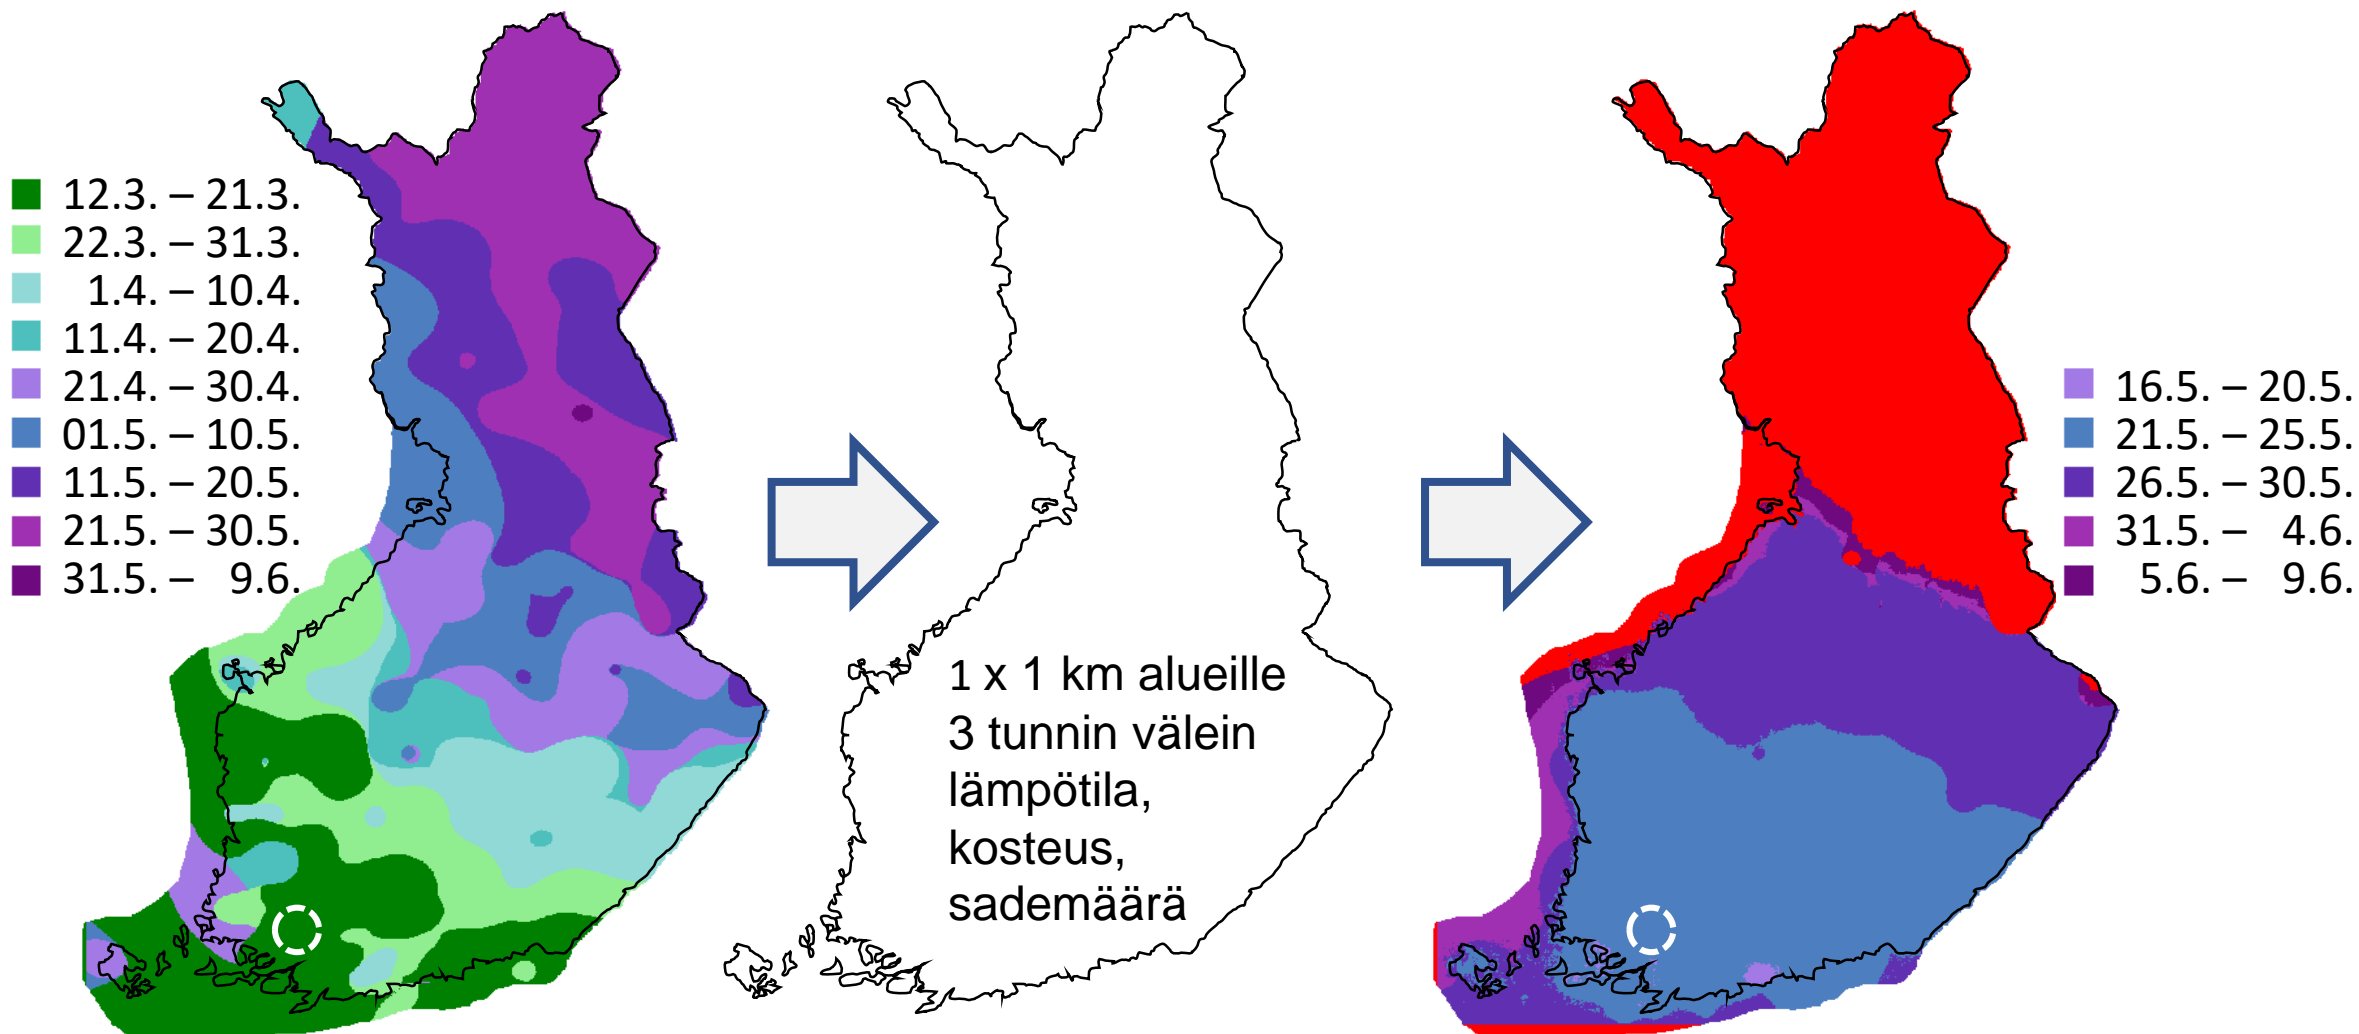 12.3. – 21.3.
22.3. – 31.3.
1.4. – 10.4.
11.4. – 20.4.
21.4. – 30.4.
01.5. – 10.5.
11.5. – 20.5.
21.5. – 30.5.
31.5. – 9.6.
1 x 1 km alueille
3 tunnin välein
lämpötila,
kosteus,
sademäärä
16.5. – 20.5.
21.5. – 25.5.
26.5. – 30.5.
31.5. – 4.6.
5.6. – 9.6.